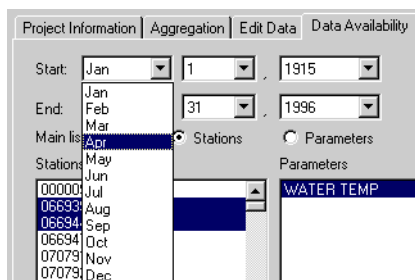 Project Information Aggregation Edit Data Data Availability
Start: Jan 1 , 1915
Jan
End: Feb 31 , 1996
Mar
Main lis Apr Stations Parameters
May
Stations Jun Parameters
00000 Jul WATER TEMP
06693 Aug
06694 Sep
06694 Oct
07079 Nov
07079 Dec